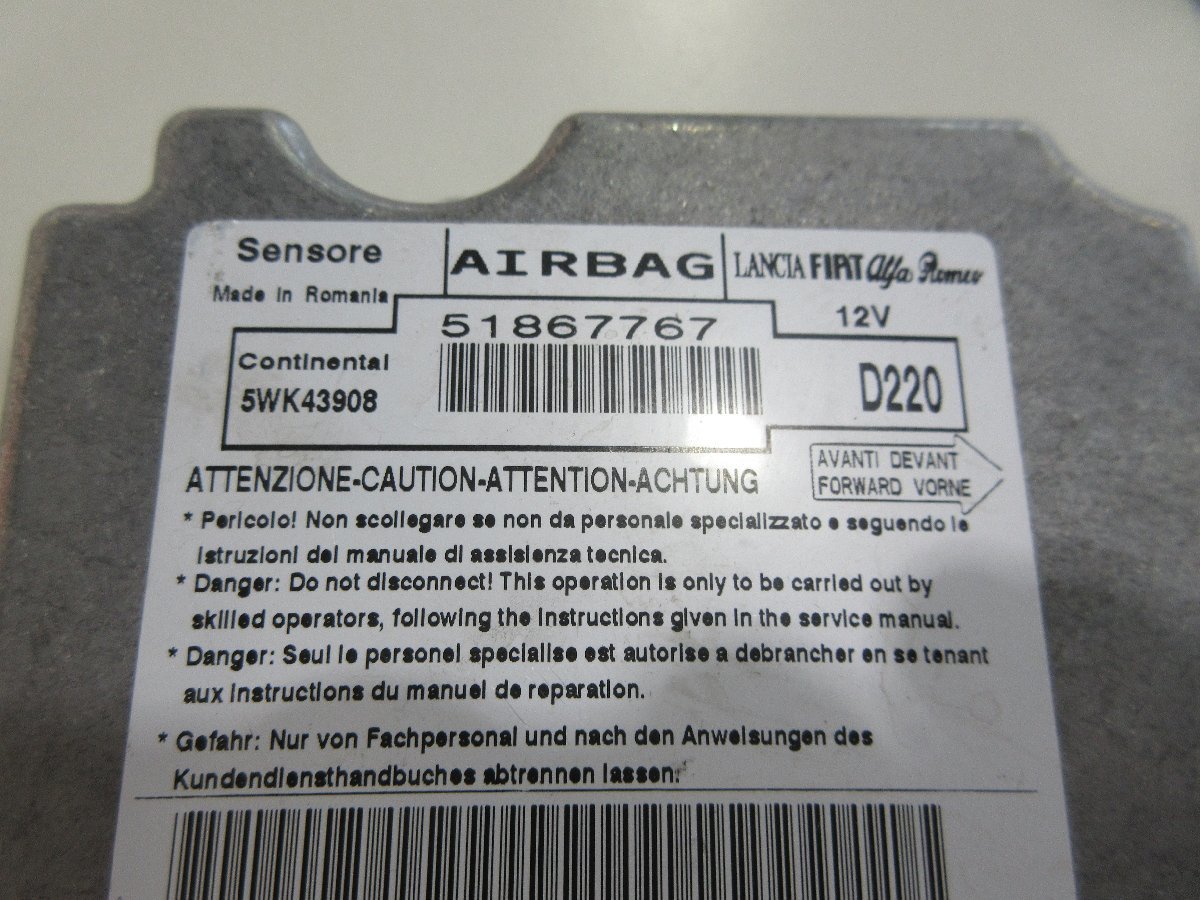 Sensore
AIRBAG
LANCIA FIAT Alfa Romeo
Made in Romania
51867767
12V
Continental
5WK43908
D220
AVANTI DEVANT
FORWARD VORNE
ATTENZIONE-CAUTION-ATTENTION-ACHTUNG
* Pericolo! Non scollegare se non da personale specializzato e seguendo le
istruzioni del manuale di assistenza tecnica.
* Danger: Do not disconnect! This operation is only to be carried out by
skilled operators, following the instructions given in the service manual.
* Danger: Seul le personel specialise est autorise a debrancher en se tenant
aux instructions du manuel de reparation.
* Gefahr: Nur von Fachpersonal und nach den Anweisungen des
Kundendiensthandbuches abtrennen lassen.